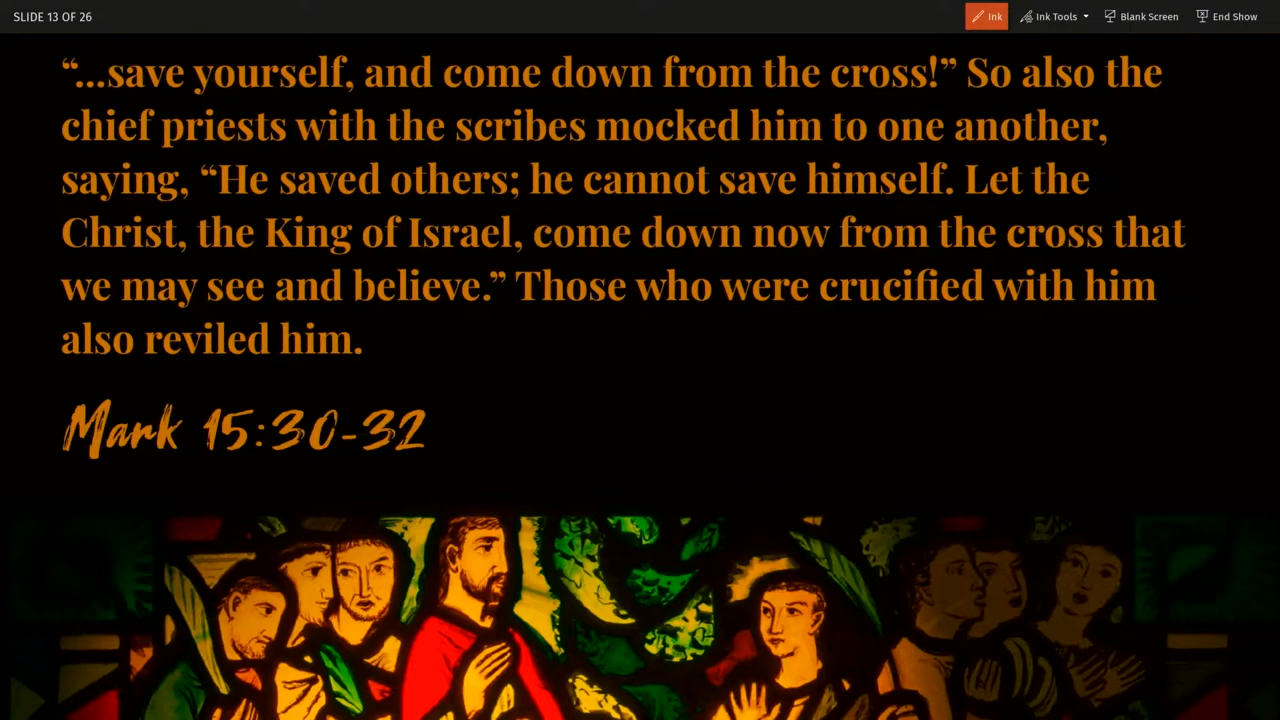 SLIDE 13 OF 26
Ink
Ink Tools
Blank Screen
End Show
“...save yourself, and come down from the cross!” So also the
chief priests with the scribes mocked him to one another,
saying, “He saved others; he cannot save himself. Let the
Christ, the King of Israel, come down now from the cross that
we may see and believe.” Those who were crucified with him
also reviled him.
Mark 15:30-32